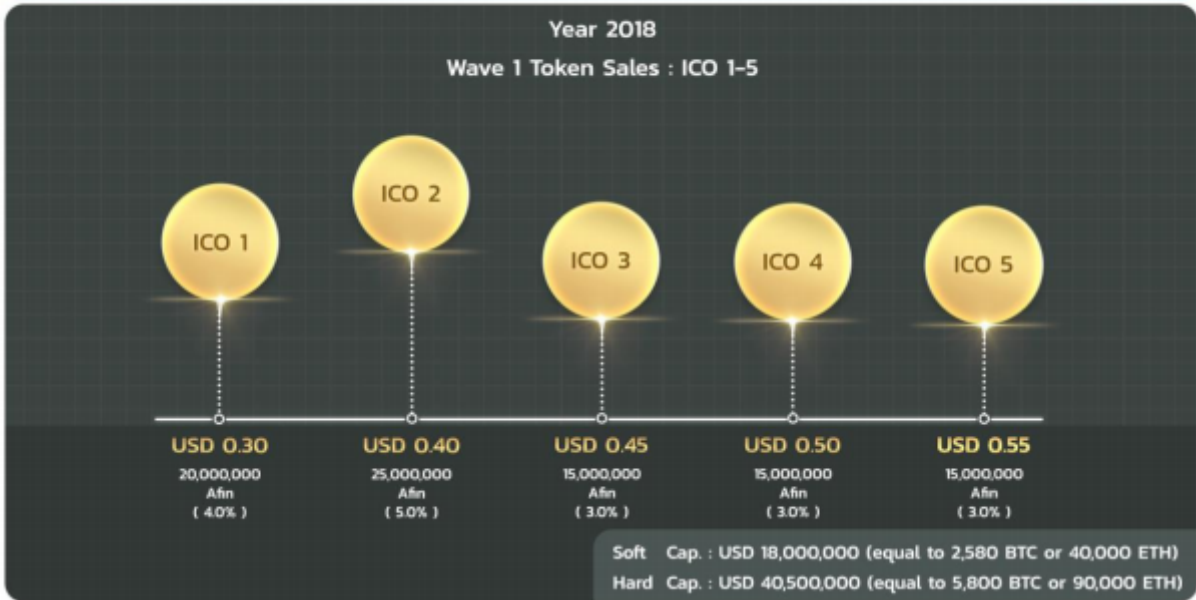 Year 2018
Wave 1 Token Sales : ICO 1-5
ICO 1
ICO 2
ICO 3
ICO 4
ICO 5
USD 0.30
20,000,000
Afin
( 4.0% )
USD 0.40
25,000,000
Afin
( 5.0% )
USD 0.45
15,000,000
Afin
( 3.0% )
USD 0.50
15,000,000
Afin
( 3.0% )
USD 0.55
15,000,000
Afin
( 3.0% )
Soft Cap. : USD 18,000,000 (equal to 2,580 BTC or 40,000 ETH)
Hard Cap. : USD 40,500,000 (equal to 5,800 BTC or 90,000 ETH)